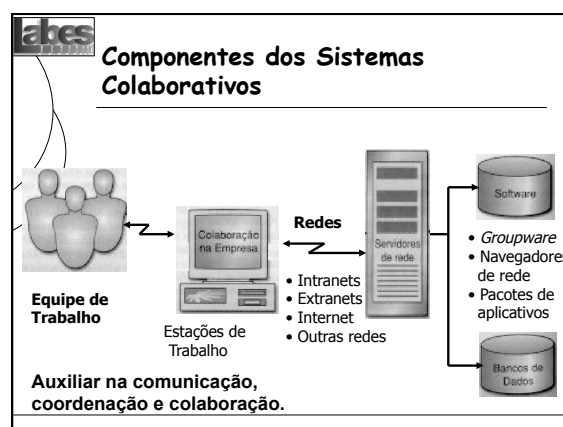 Labes
Componentes dos Sistemas
Colaborativos
Equipe de
Trabalho
Colaboração
na Empresa
Estações de
Trabalho
Redes
• Intranets
• Extranets
• Internet
• Outras redes
Servidores
de rede
Software
• Groupware
• Navegadores
de rede
• Pacotes de
aplicativos
Bancos de
Dados
Auxiliar na comunicação,
coordenação e colaboração.